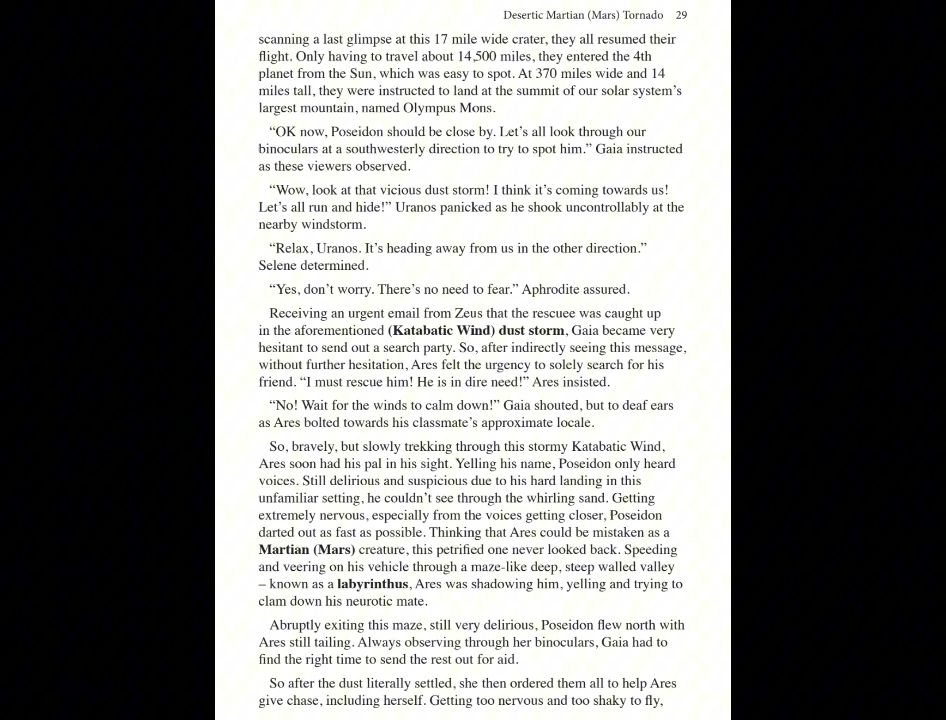 Desertic Martian (Mars) Tornado 29
scanning a last glimpse at this 17 mile wide crater, they all resumed their
flight. Only having to travel about 14,500 miles, they entered the 4th
planet from the Sun, which was easy to spot. At 370 miles wide and 14
miles tall, they were instructed to land at the summit of our solar system’s
largest mountain, named Olympus Mons.
“OK now, Poseidon should be close by. Let’s all look through our
binoculars at a southwesterly direction to try to spot him.” Gaia instructed
as these viewers observed.
“Wow, look at that vicious dust storm! I think it’s coming towards us!
Let’s all run and hide!” Uranos panicked as he shook uncontrollably at the
nearby windstorm.
“Relax, Uranos. It’s heading away from us in the other direction.”
Selene determined.
“Yes, don’t worry. There’s no need to fear.” Aphrodite assured.
Receiving an urgent email from Zeus that the rescuee was caught up
in the aforementioned (Katabatic Wind) dust storm, Gaia became very
hesitant to send out a search party. So, after indirectly seeing this message,
without further hesitation, Ares felt the urgency to solely search for his
friend. “I must rescue him! He is in dire need!” Ares insisted.
“No! Wait for the winds to calm down!” Gaia shouted, but to deaf ears
as Ares bolted towards his classmate’s approximate locale.
So, bravely, but slowly trekking through this stormy Katabatic Wind,
Ares soon had his pal in his sight. Yelling his name, Poseidon only heard
voices. Still delirious and suspicious due to his hard landing in this
unfamiliar setting, he couldn’t see through the whirling sand. Getting
extremely nervous, especially from the voices getting closer, Poseidon
darted out as fast as possible. Thinking that Ares could be mistaken as a
Martian (Mars) creature, this petrified one never looked back. Speeding
and veering on his vehicle through a maze-like deep, steep walled valley
– known as a labyrinthus, Ares was shadowing him, yelling and trying to
clam down his neurotic mate.
Abruptly exiting this maze, still very delirious, Poseidon flew north with
Ares still tailing. Always observing through her binoculars, Gaia had to
find the right time to send the rest out for aid.
So after the dust literally settled, she then ordered them all to help Ares
give chase, including herself. Getting too nervous and too shaky to fly,